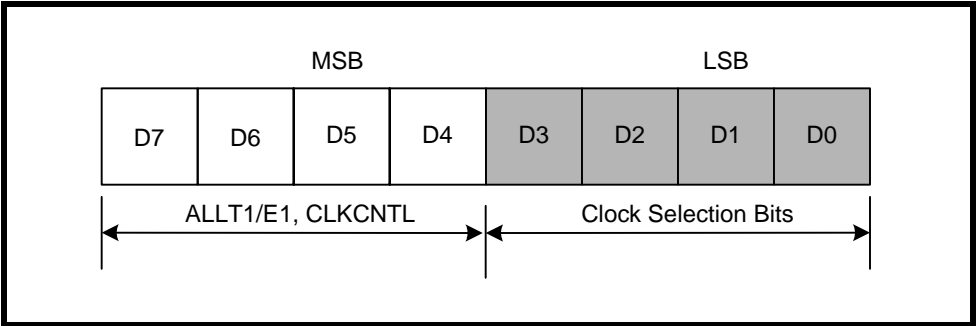 MSB LSB
D7 D6 D5 D4 D3 D2 D1 D0
ALLT1/E1, CLKCNTL Clock Selection Bits